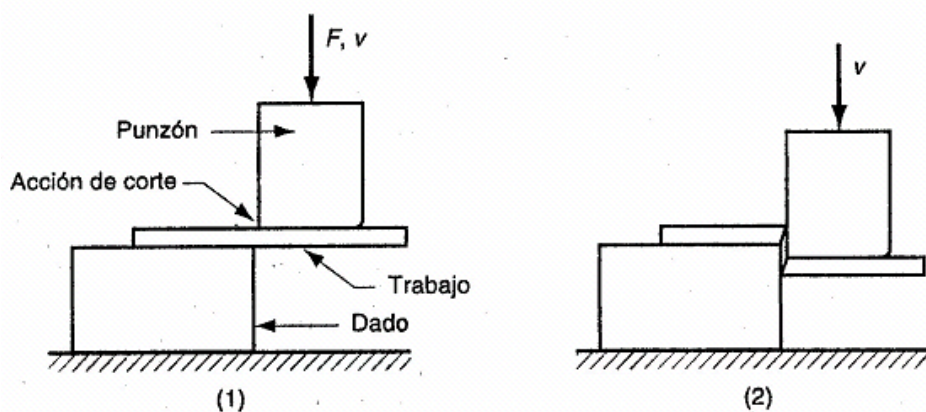 F, v
Punzón
Acción de corte
Trabajo
Dado
(1)
v
(2)